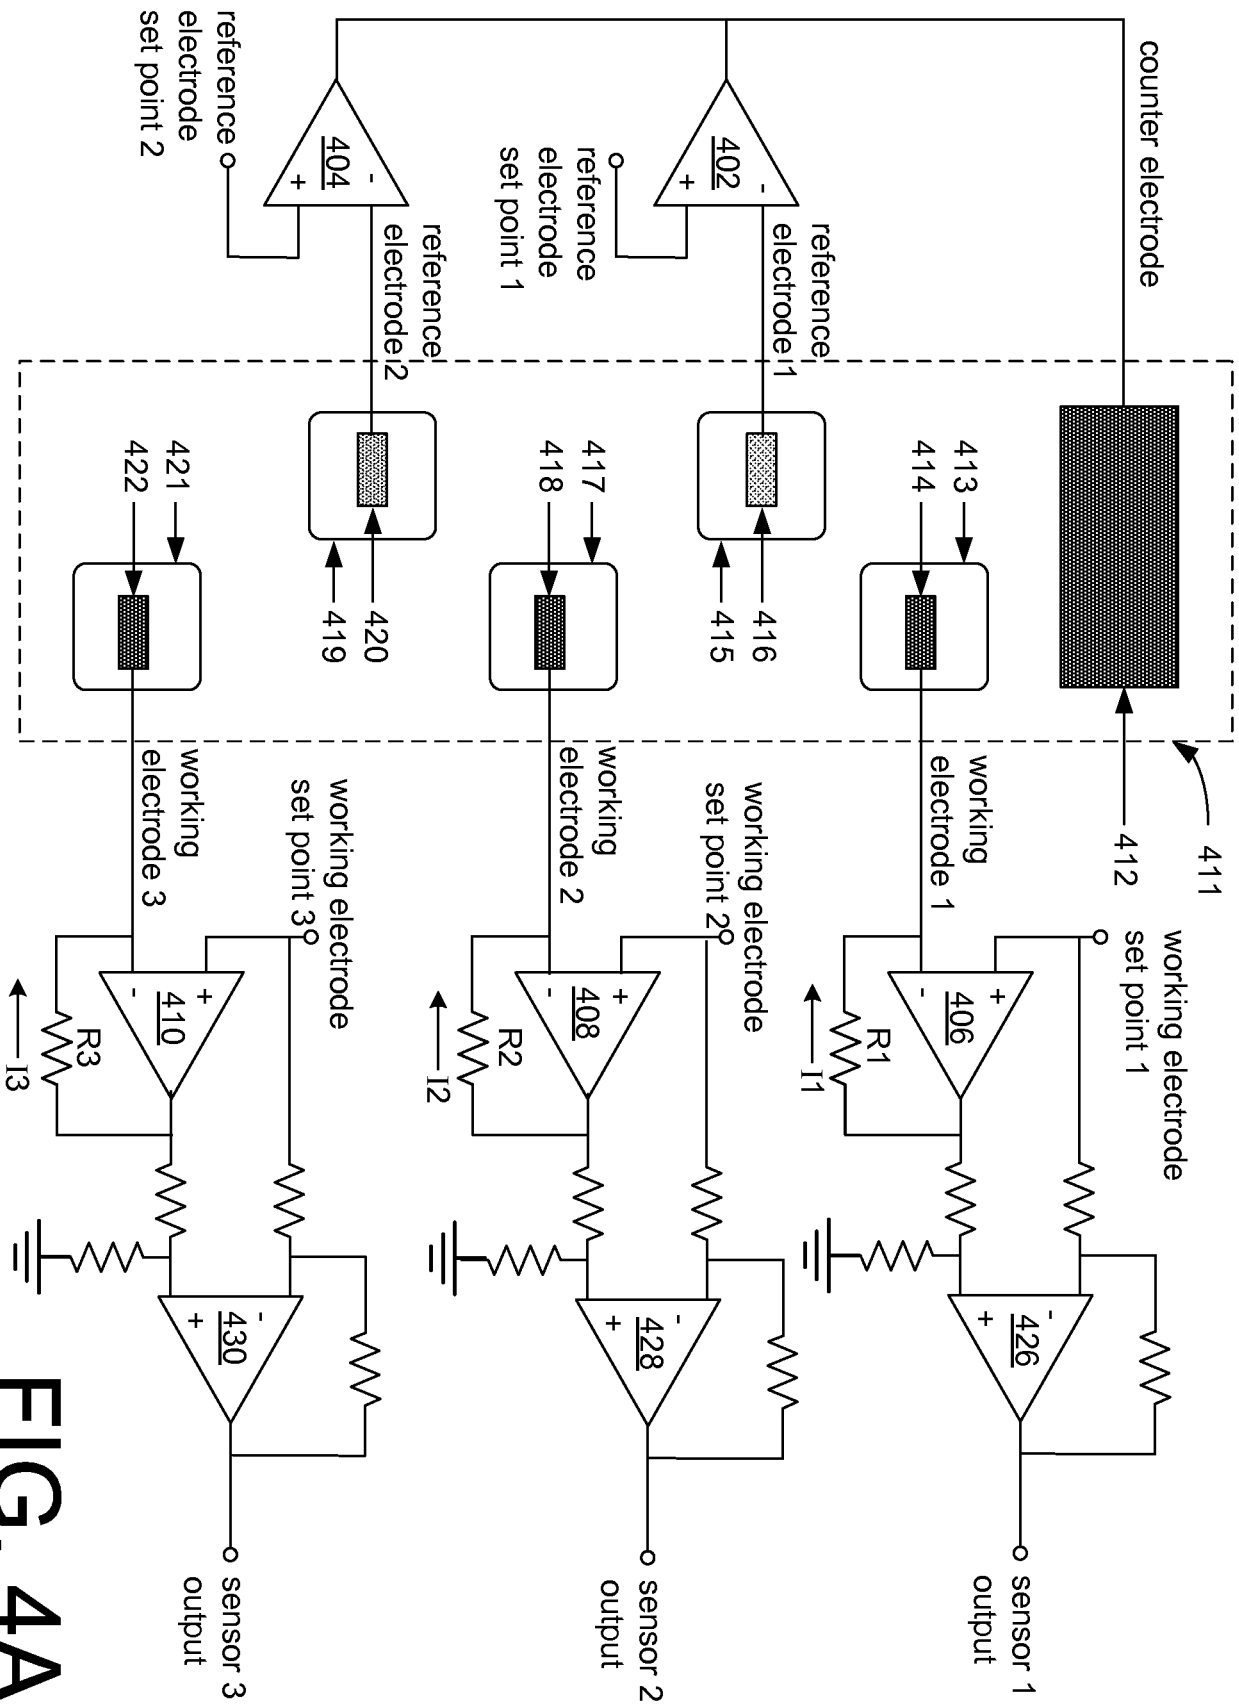 counter electrode
412
411
413
414
working
electrode 1
working electrode
set point 1
406
+
-
R1
I1
426
-
+
sensor 1
output
402
-
+
reference
electrode 1
reference
electrode
set point 1
416
415
417
418
working
electrode 2
working electrode
set point 2
408
+
-
R2
I2
428
-
+
sensor 2
output
404
-
+
reference
electrode 2
reference
electrode
set point 2
420
419
421
422
working
electrode 3
working electrode
set point 3
410
+
-
R3
I3
430
-
+
sensor 3
output
FIG. 4A